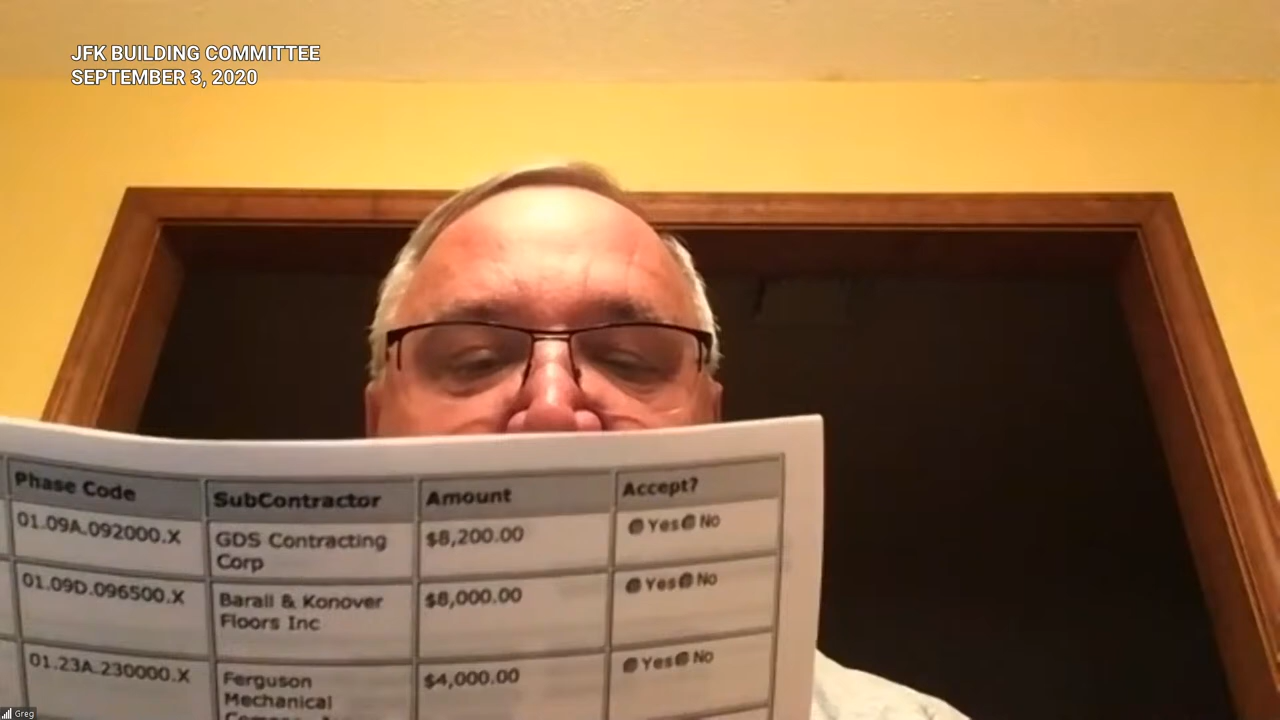 JFK BUILDING COMMITTEE
SEPTEMBER 3, 2020
Phase Code SubContractor Amount Accept?
01.09A.092000.X GDS Contracting $8,200.00 Yes No
Corp
01.09D.096500.X Barall & Konover $8,000.00 Yes No
Floors Inc
01.23A.230000.X Ferguson $4,000.00 Yes No
Mechanical
Greg